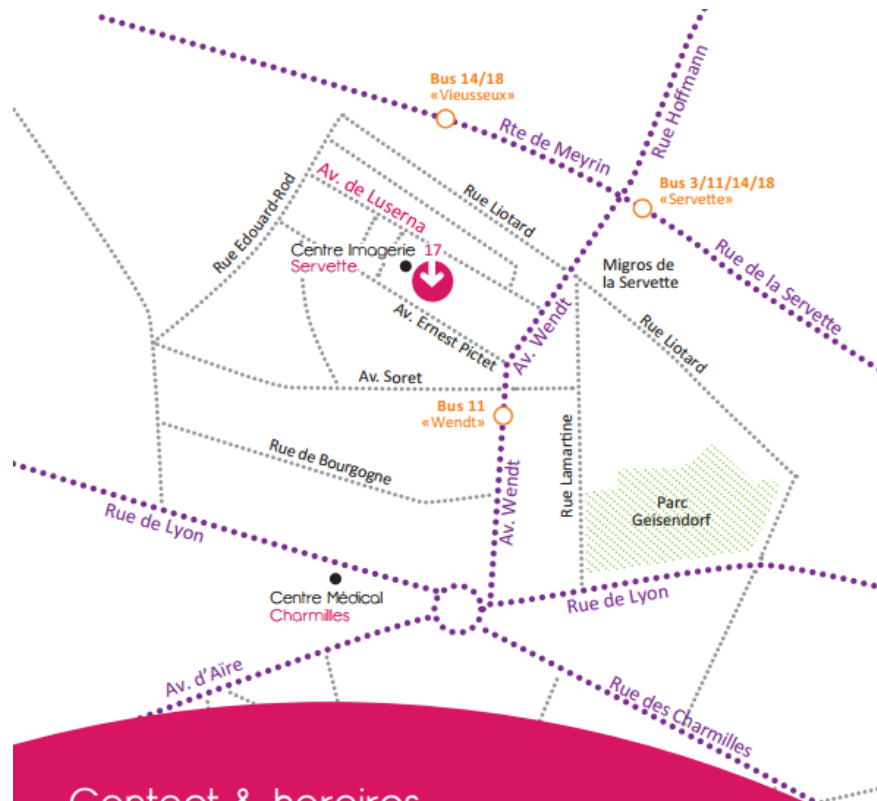 Bus 14/18
«Vieusseux»
Rte de Meyrin
Rue Hoffmann
Bus 3/11/14/18
«Servette»
Rue de la Servette
Av. de Luserna
Rue Liotard
Rue Edouard-Rod
Centre Imagerie 17
Servette
Migros de
la Servette
Av. Wendt
Av. Ernest Pictet
Rue Liotard
Av. Soret
Bus 11
«Wendt»
Rue de Bourgogne
Rue Lamartine
Av. Wendt
Parc
Geisendorf
Rue de Lyon
Centre Médical
Charmilles
Rue de Lyon
Av. d'Aïre
Rue des Charmilles
Contact & horaires